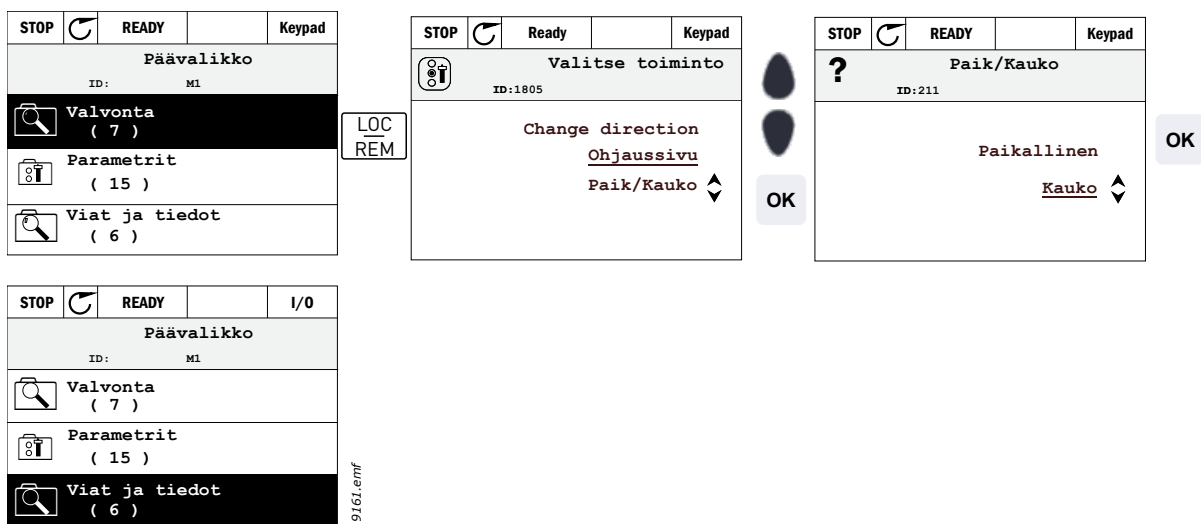 STOP READY Keypad
Päävalikko
ID: M1
Valvonta
( 7 )
Parametrit
( 15 )
Viat ja tiedot
( 6 )
LOC
REM
STOP Ready Keypad
Valitse toiminto
ID:1805
Change direction
Ohjaussivu
Paik/Kauko
OK
STOP READY Keypad
? Paik/Kauko
ID:211
Paikallinen
Kauko
OK
STOP READY I/O
Päävalikko
ID: M1
Valvonta
( 7 )
Parametrit
( 15 )
Viat ja tiedot
( 6 )
9161.emf